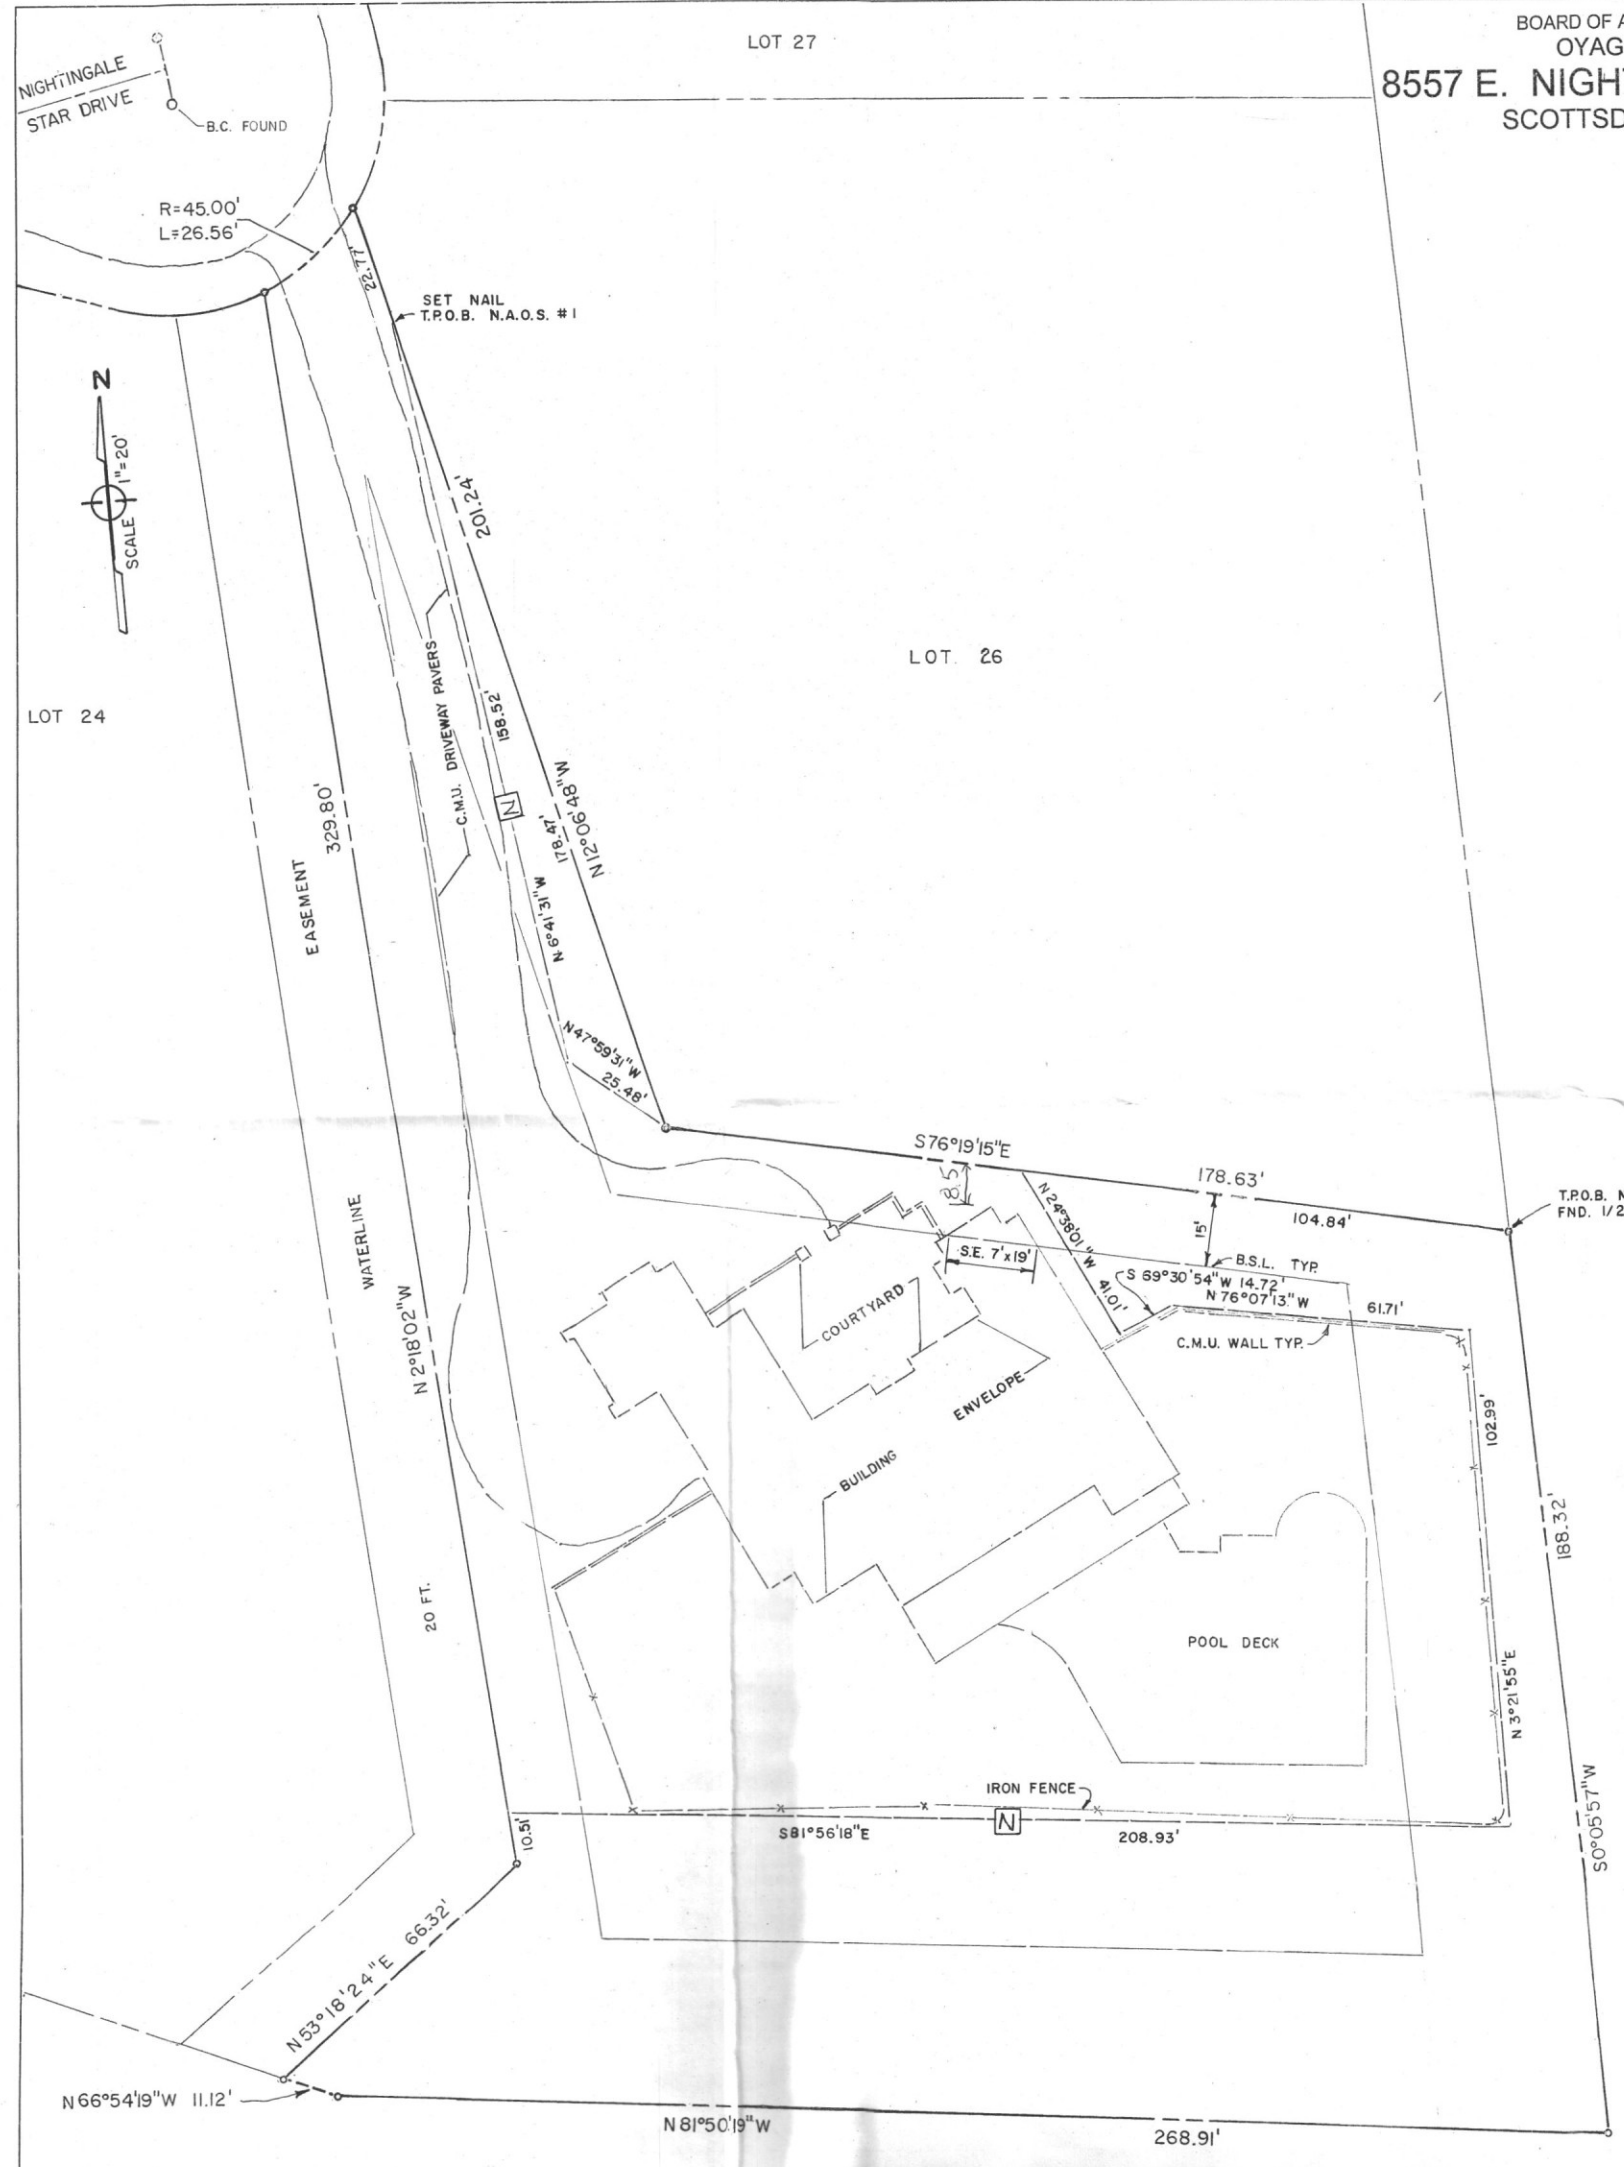 BOARD OF A
OYAG
8557 E. NIGH
SCOTTSD
LOT 27
NIGHTINGALE
STAR DRIVE
B.C. FOUND
R=45.00'
L=26.56'
22.77'
SET NAIL
T.P.O.B. N.A.O.S. #1
N
SCALE 1"=20'
201.24'
LOT 26
LOT 24
C.M.U. DRIVEWAY PAVERS
158.52'
N
329.80'
EASEMENT
178.47'
N12°06'48"W
N 6°41'31"W
N47°59'31"W
25.48'
S76°19'15"E
8.5
178.63'
104.84'
15'
T.P.O.B. N
FND. 1/2
WATERLINE
N 2°18'02"W
20 FT.
N 24°38'01"W 41.01'
S.E. 7'x19'
B.S.L. TYP.
S 69°30'54"W 14.72'
N 76°07'13"W
61.71'
C.M.U. WALL TYP.
COURTYARD
ENVELOPE
BUILDING
102.99'
188.32'
POOL DECK
N 3°21'55"E
IRON FENCE
N
S81°56'18"E
208.93'
S0°05'57"W
10.51'
N 53°18'24"E 66.32'
N 66°54'19"W 11.12'
N 81°50'19"W
268.91'